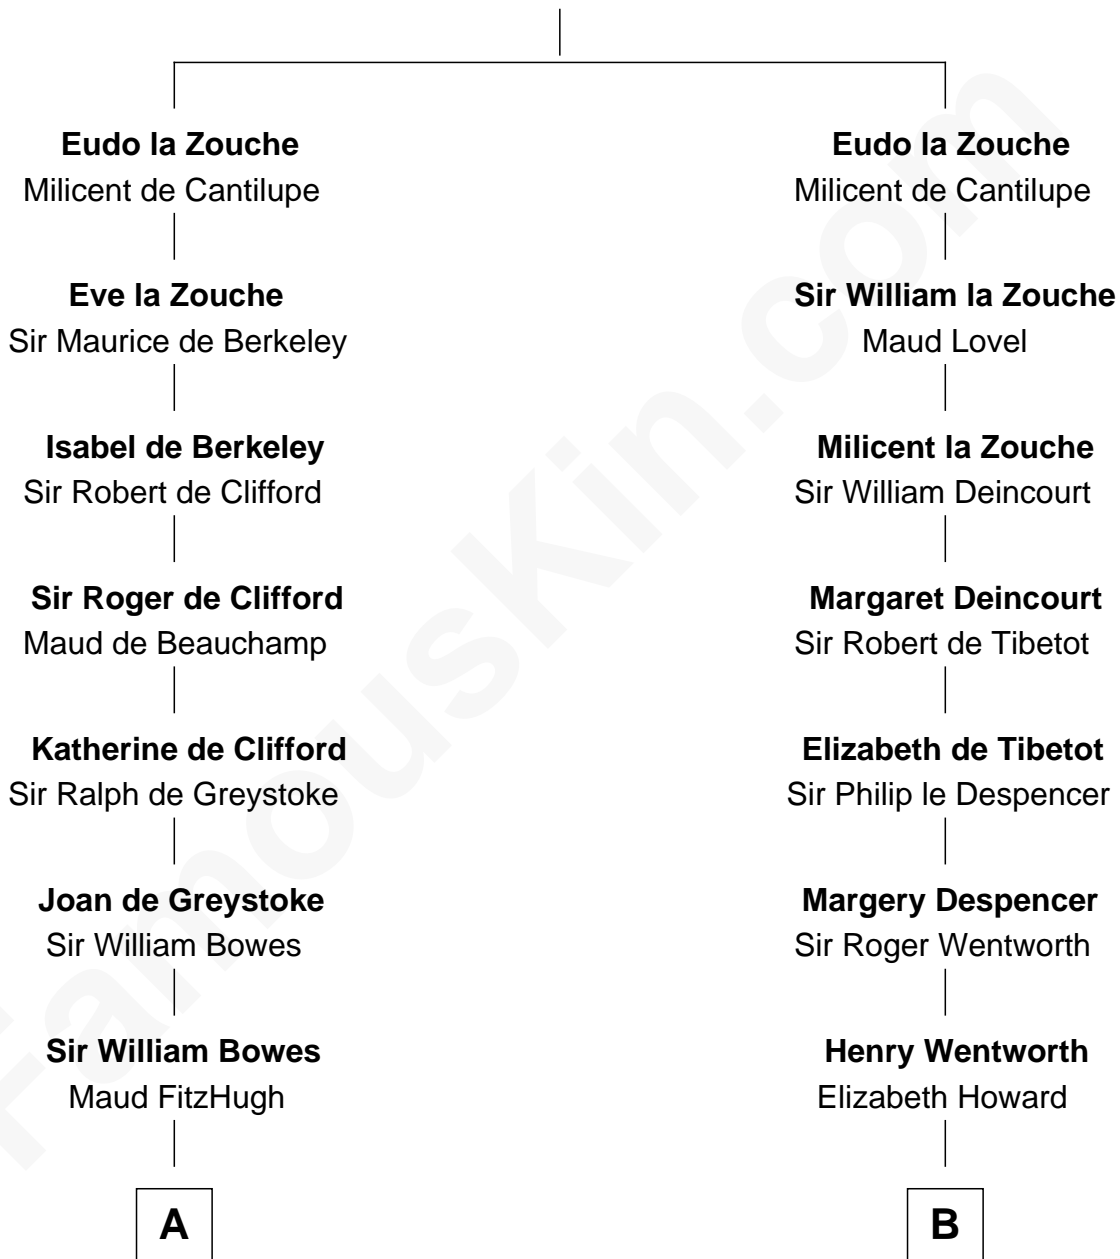 Eudo la Zouche
Milicent de Cantilupe
Eve la Zouche
Sir Maurice de Berkeley
Isabel de Berkeley
Sir Robert de Clifford
Sir Roger de Clifford
Maud de Beauchamp
Katherine de Clifford
Sir Ralph de Greystoke
Joan de Greystoke
Sir William Bowes
Sir William Bowes
Maud FitzHugh
A
Eudo la Zouche
Milicent de Cantilupe
Sir William la Zouche
Maud Lovel
Milicent la Zouche
Sir William Deincourt
Margaret Deincourt
Sir Robert de Tibetot
Elizabeth de Tibetot
Sir Philip le Despencer
Margery Despencer
Sir Roger Wentworth
Henry Wentworth
Elizabeth Howard
B
FamousKin.com